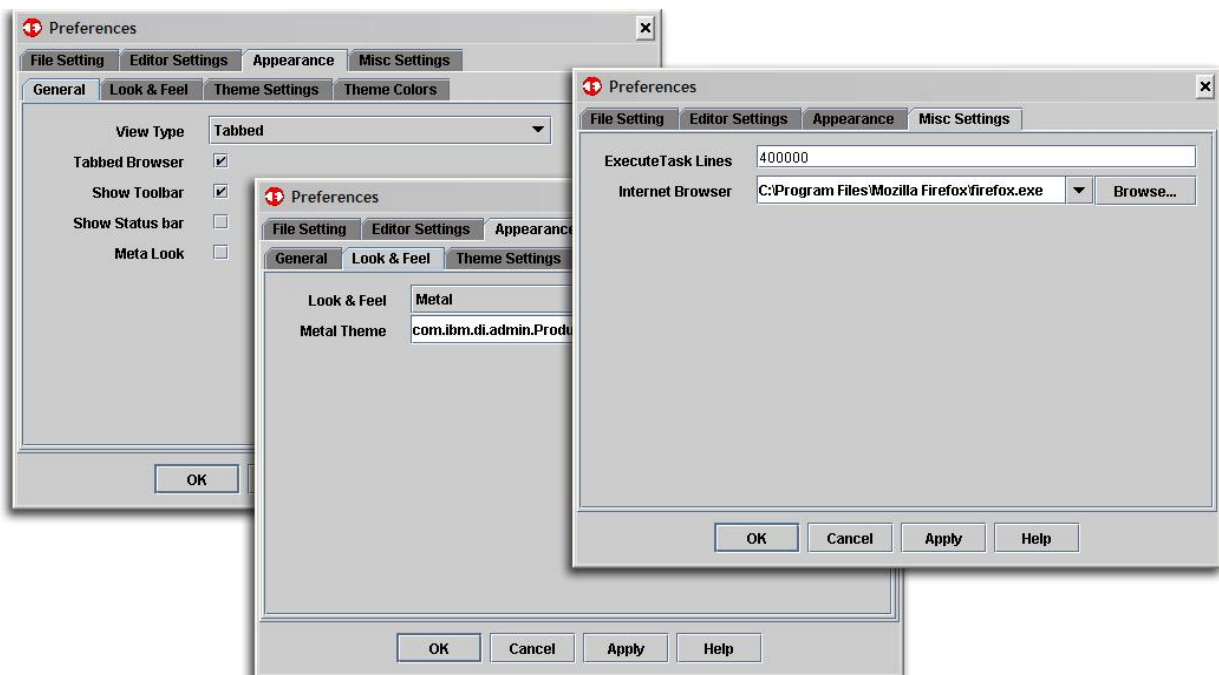 Preferences
File Setting Editor Settings Appearance Misc Settings
General Look & Feel Theme Settings Theme Colors
View Type Tabbed
Tabbed Browser
Show Toolbar
Show Status bar
Meta Look
OK
Preferences
File Setting Editor Settings Appearance
General Look & Feel Theme Settings
Look & Feel Metal
Metal Theme com.ibm.di.admin.Produ
OK Cancel Apply Help
Preferences
File Setting Editor Settings Appearance Misc Settings
ExecuteTask Lines 400000
Internet Browser C:\Program Files\Mozilla Firefox\firefox.exe Browse...
OK Cancel Apply Help